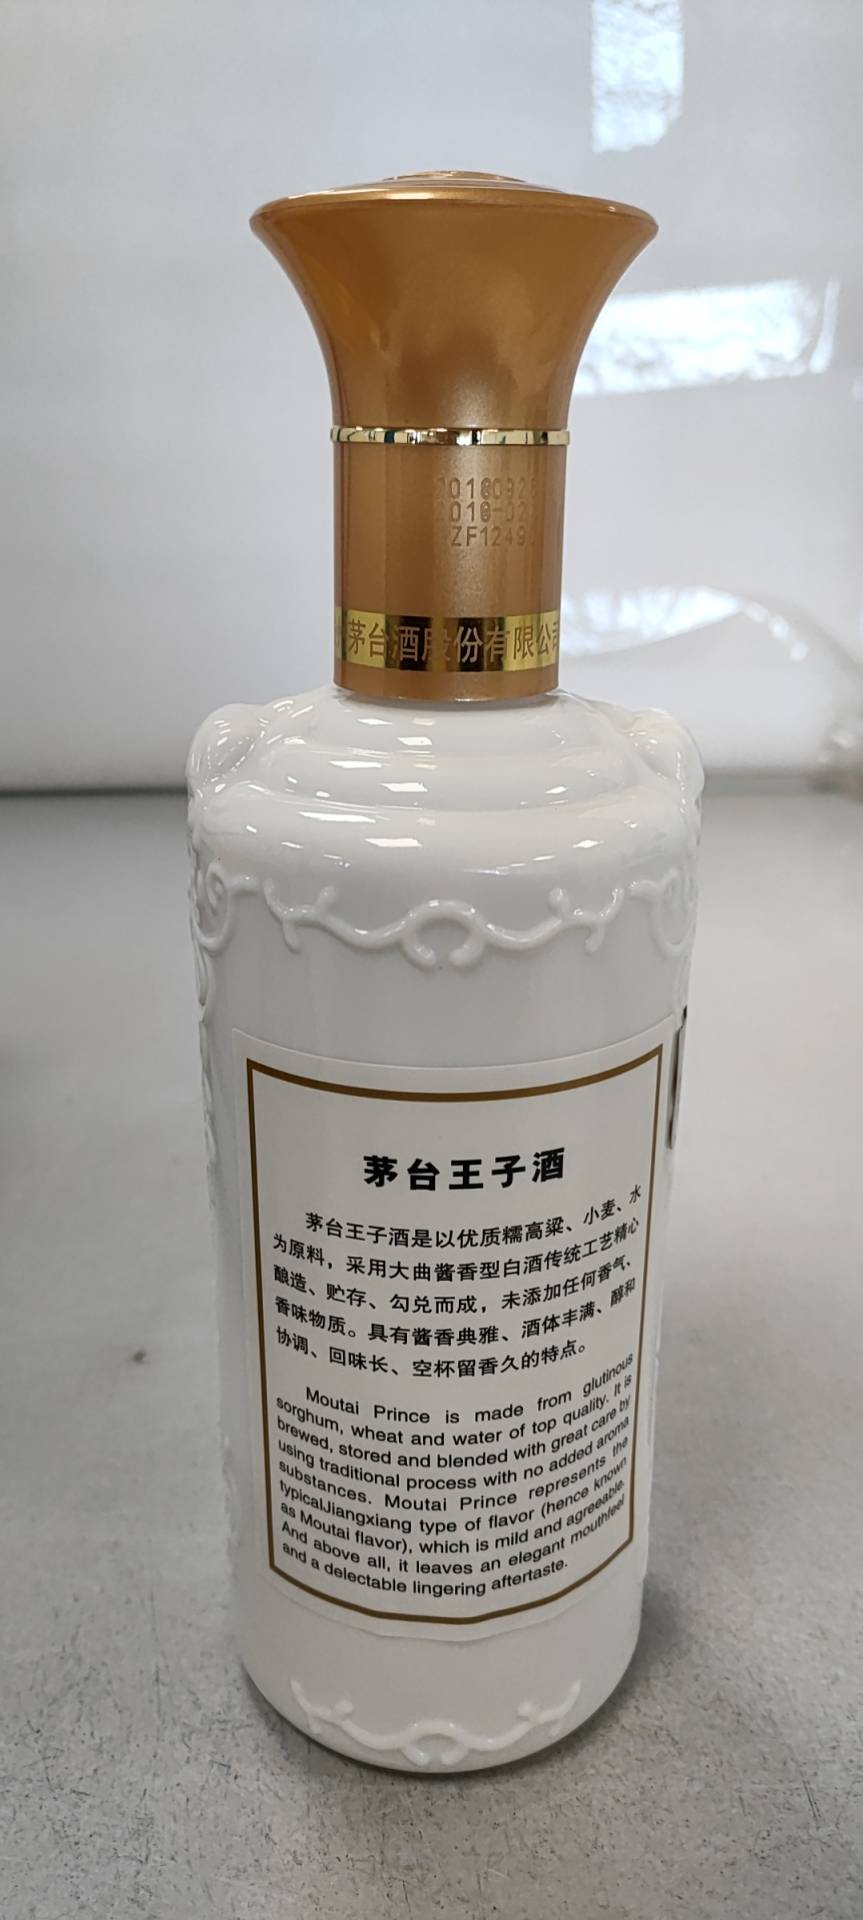 2018092
018-02
ZF1249
茅台酒股份有限公司
茅台王子酒
茅台王子酒是以优质糯高粱、小麦、水
为原料，采用大曲酱香型白酒传统工艺精心
酿造、贮存、勾兑而成，未添加任何香气、
香味物质。具有酱香典雅、酒体丰满、醇和
协调、回味长、空杯留香久的特点。
Moutai Prince is made from glutinous
sorghum, wheat and water of top quality. It is
brewed, stored and blended with great care by
using traditional process with no added aroma
substances. Moutai Prince represents the
typicalJiangxiang type of flavor (hence known
as Moutai flavor), which is mild and agreeable.
And above all, it leaves an elegant mouthfeel
and a delectable lingering aftertaste.